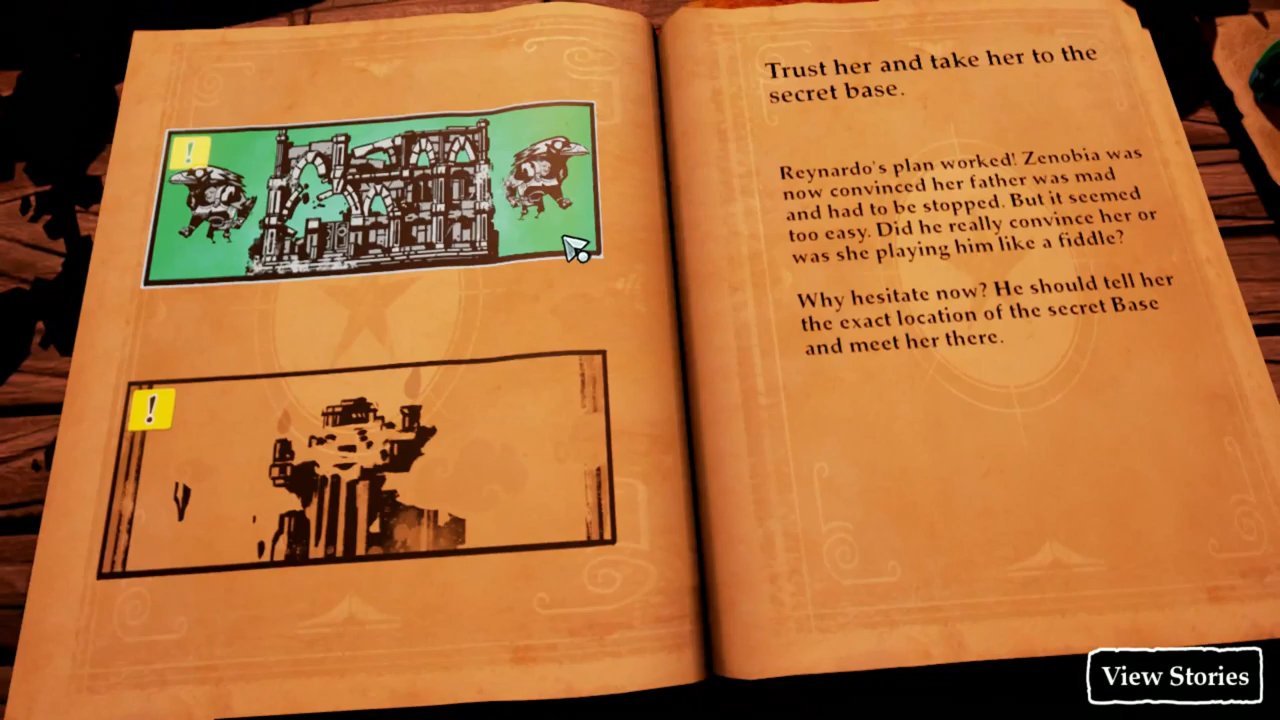 !
!
Trust her and take her to the
secret base.
Reynardo's plan worked! Zenobia was
now convinced her father was mad
and had to be stopped. But it seemed
too easy. Did he really convince her or
was she playing him like a fiddle?
Why hesitate now? He should tell her
the exact location of the secret Base
and meet her there.
View Stories